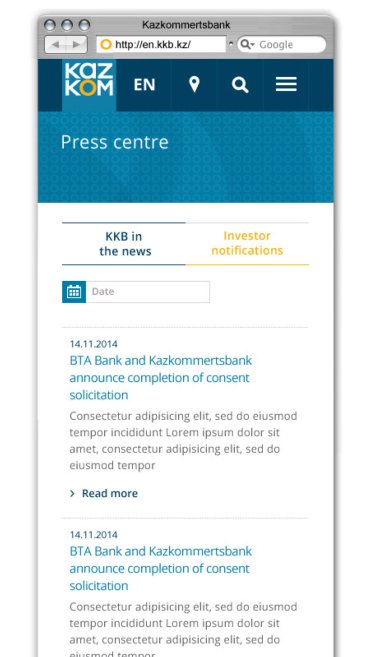 Kazkommertsbank
http://en.kkb.kz/
Google
KOZ
KOM
EN
Press centre
KKB in
the news
Investor
notifications
Date
14.11.2014
BTA Bank and Kazkommertsbank
announce completion of consent
solicitation
Consectetur adipisicing elit, sed do eiusmod
tempor incididunt Lorem ipsum dolor sit
amet, consectetur adipisicing elit, sed do
eiusmod tempor
> Read more
14.11.2014
BTA Bank and Kazkommertsbank
announce completion of consent
solicitation
Consectetur adipisicing elit, sed do eiusmod
tempor incididunt Lorem ipsum dolor sit
amet, consectetur adipisicing elit, sed do
eiusmod tempor